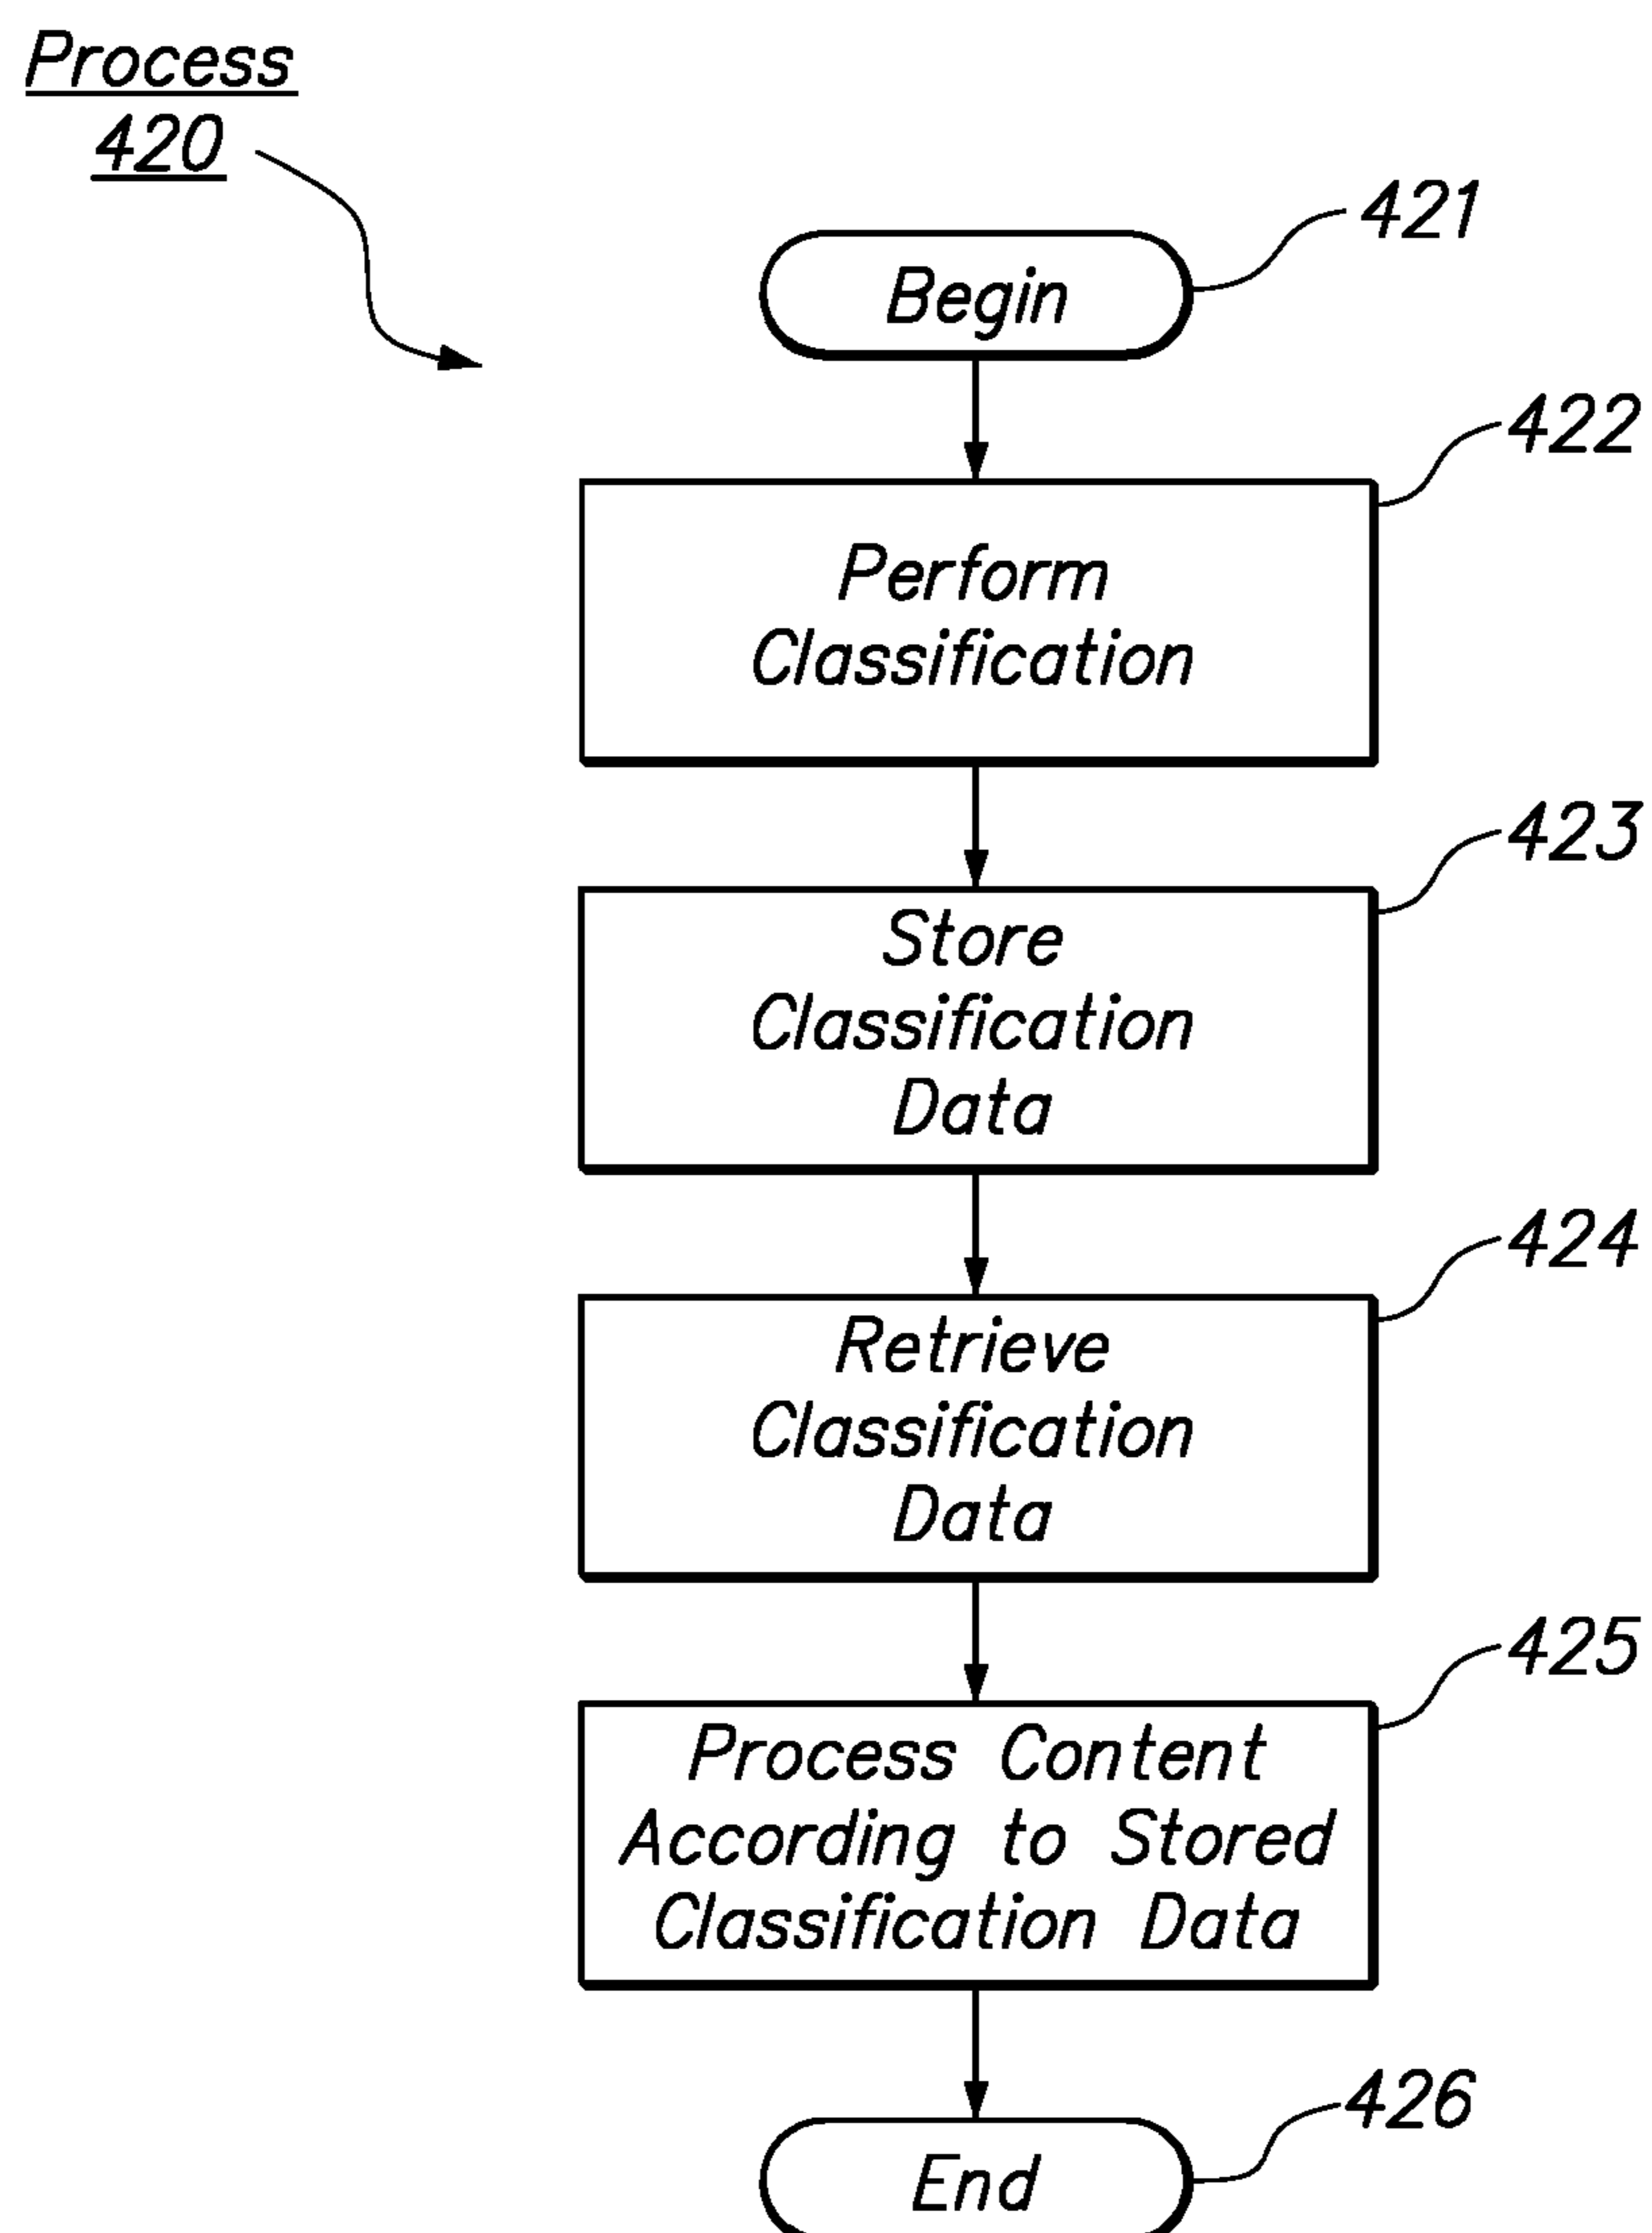 Process
420
421
Begin
422
Perform
Classification
423
Store
Classification
Data
424
Retrieve
Classification
Data
425
Process Content
According to Stored
Classification Data
426
End